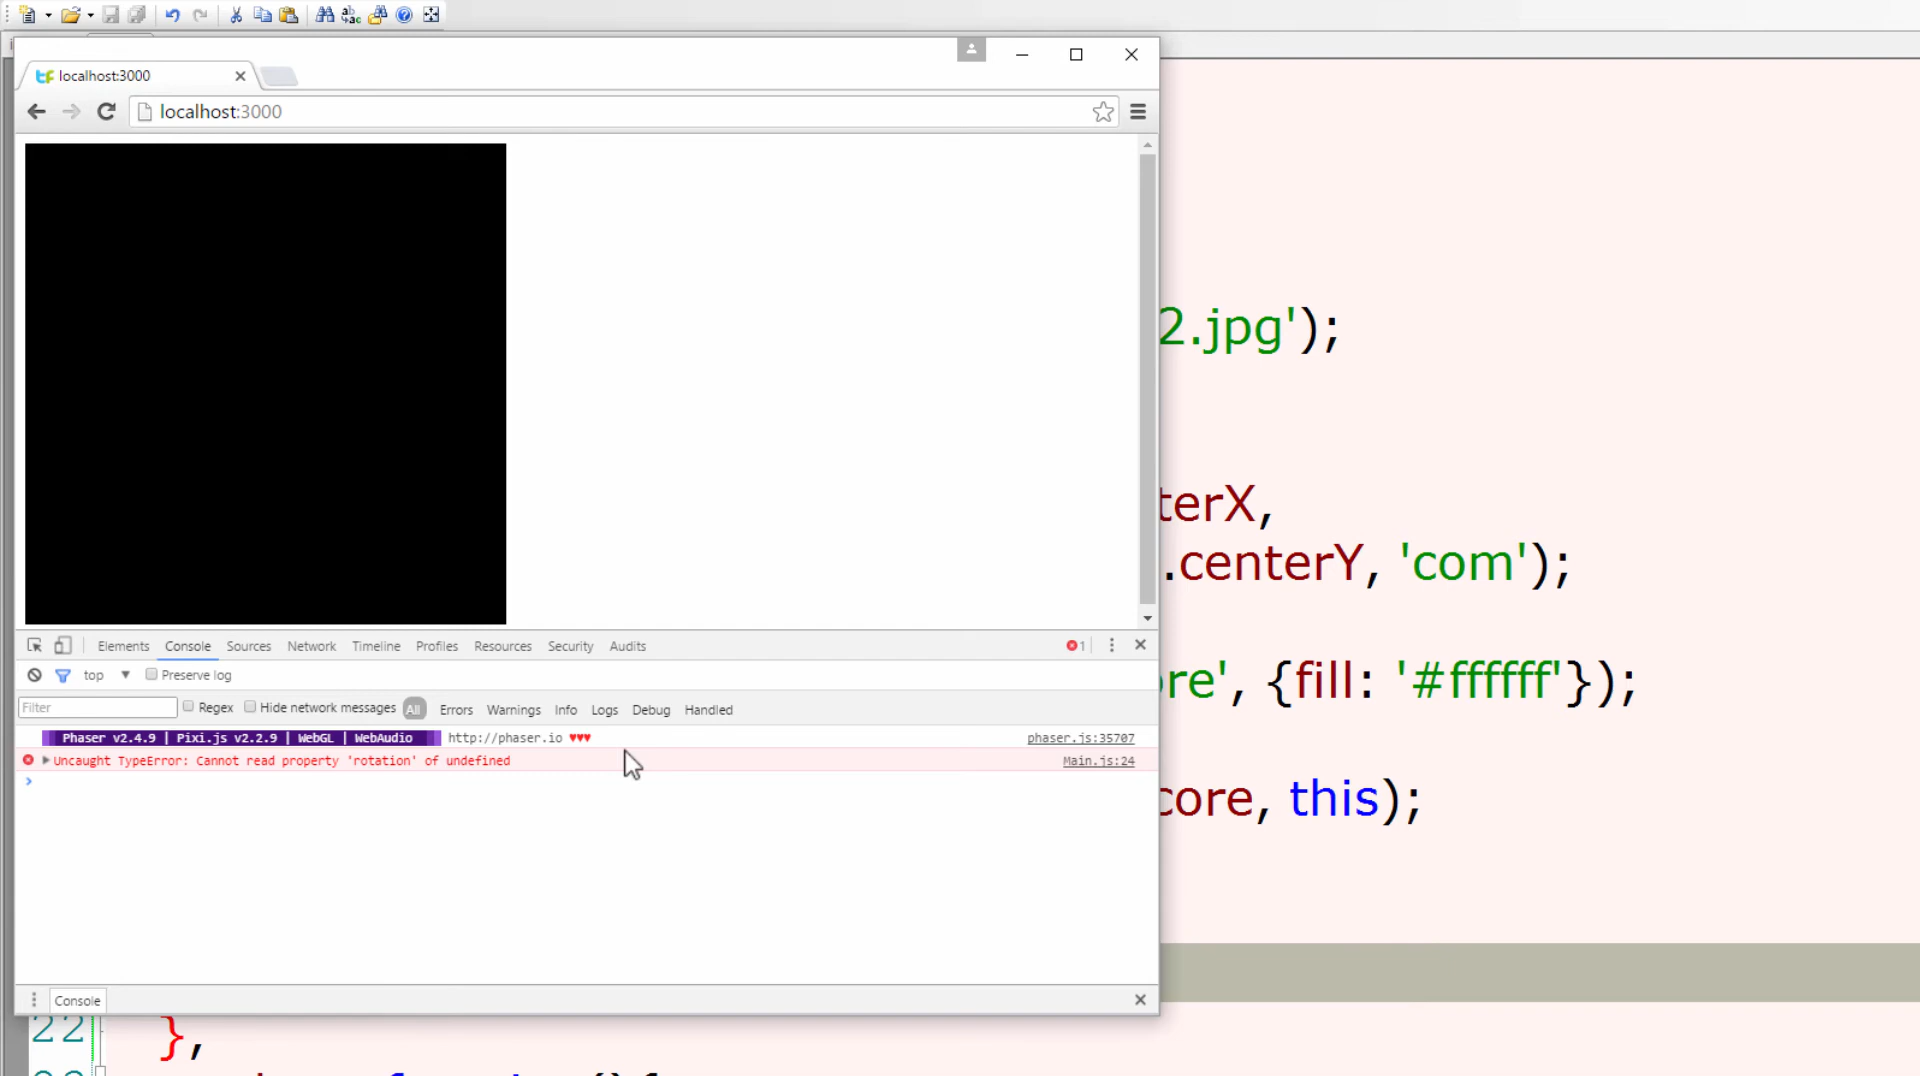 localhost:3000
localhost:3000
2.jpg');
terX,
.centerY, 'com');
re', {fill: '#ffffff'});
core, this);
Elements Console Sources Network Timeline Profiles Resources Security Audits 1
top Preserve log
Filter Regex Hide network messages All Errors Warnings Info Logs Debug Handled
Phaser v2.4.9 | Pixi.js v2.2.9 | WebGL | WebAudio http://phaser.io ♥♥♥ phaser.js:35707
Uncaught TypeError: Cannot read property 'rotation' of undefined Main.js:24
Console
22 },